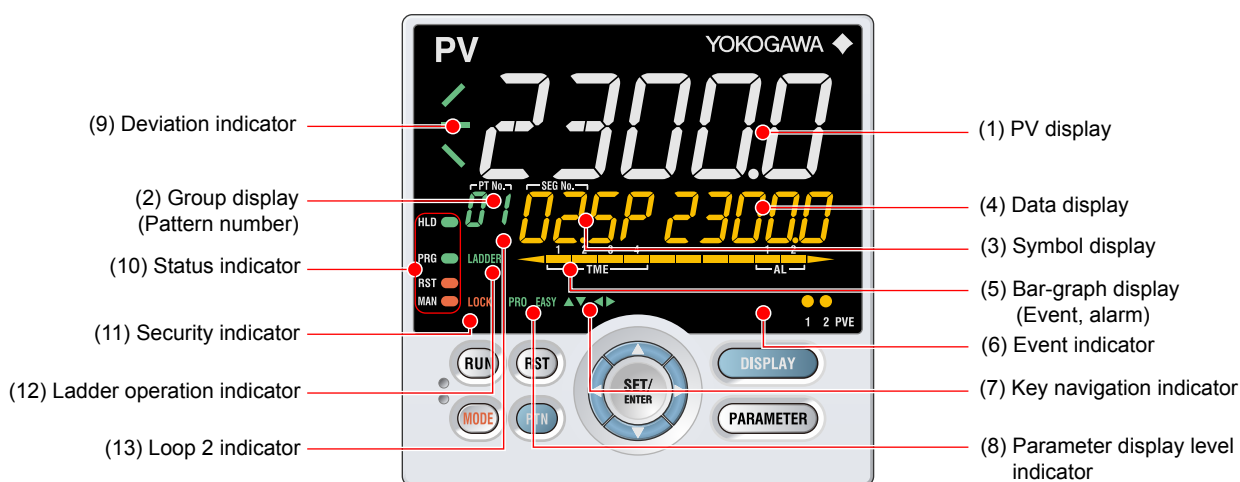 PV
YOKOGAWA
2300.0
(9) Deviation indicator
(1) PV display
PT No.
SEG No.
(2) Group display
(Pattern number)
01
02.SP 2300.0
(4) Data display
HLD
(3) Symbol display
1 2 3 4 1 2
(10) Status indicator
PRG
LADDER
TME
AL
RST
(5) Bar-graph display
(Event, alarm)
MAN
LOCK
PRO
EASY
1 2 PVE
(11) Security indicator
(6) Event indicator
RUN
RST
DISPLAY
(12) Ladder operation indicator
SET/
ENTER
(7) Key navigation indicator
MODE
PTN
PARAMETER
(13) Loop 2 indicator
(8) Parameter display level
indicator